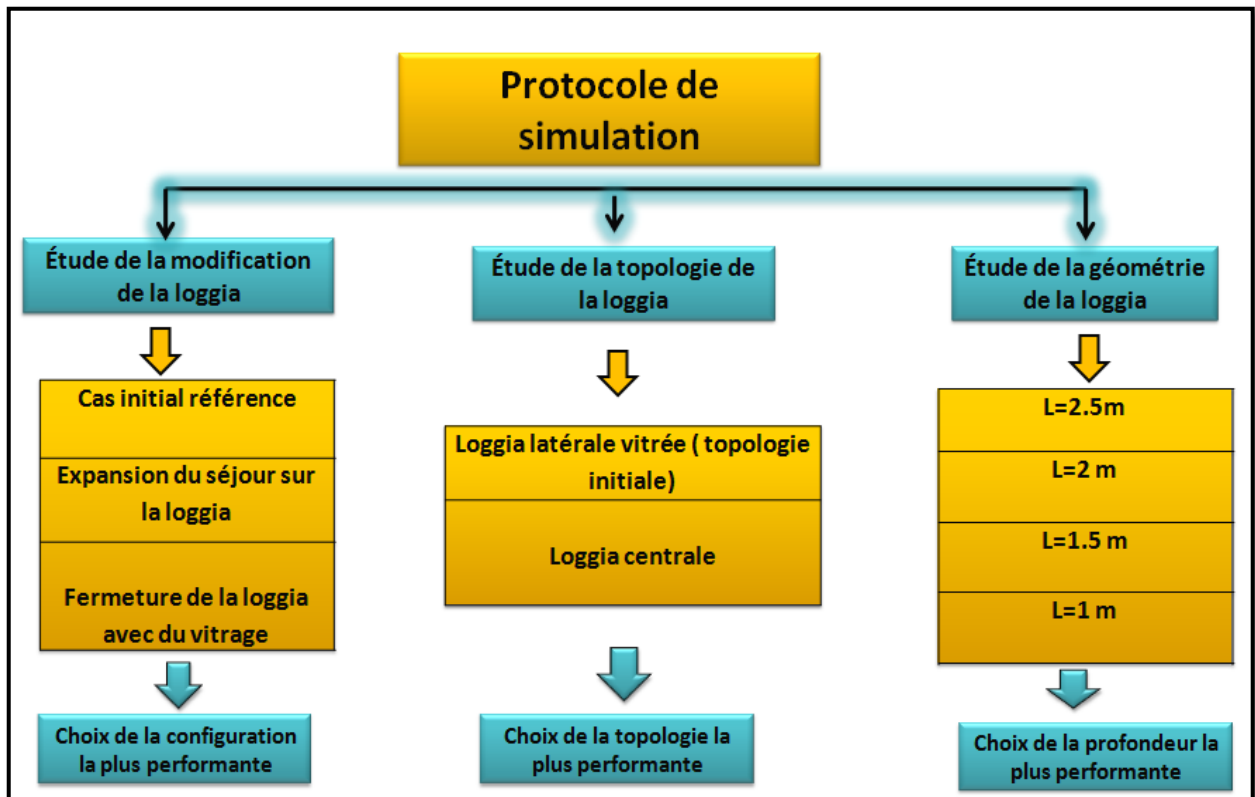 Protocole de
simulation
Étude de la modification
de la loggia
Étude de la topologie de
la loggia
Étude de la géométrie
de la loggia
Cas initial référence
Expansion du séjour sur
la loggia
Fermeture de la loggia
avec du vitrage
Loggia latérale vitrée ( topologie
initiale)
Loggia centrale
L=2.5m
L=2 m
L=1.5 m
L=1 m
Choix de la configuration
la plus performante
Choix de la topologie la
plus performante
Choix de la profondeur la
plus performante